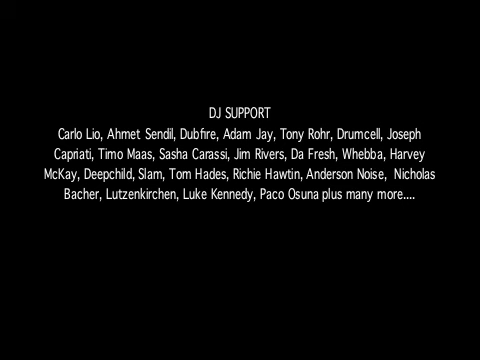 DJ SUPPORT
Carlo Lio, Ahmet Sendil, Dubfire, Adam Jay, Tony Rohr, Drumcell, Joseph
Capriati, Timo Maas, Sasha Carassi, Jim Rivers, Da Fresh, Whebba, Harvey
McKay, Deepchild, Slam, Tom Hades, Richie Hawtin, Anderson Noise, Nicholas
Bacher, Lutzenkirchen, Luke Kennedy, Paco Osuna plus many more....